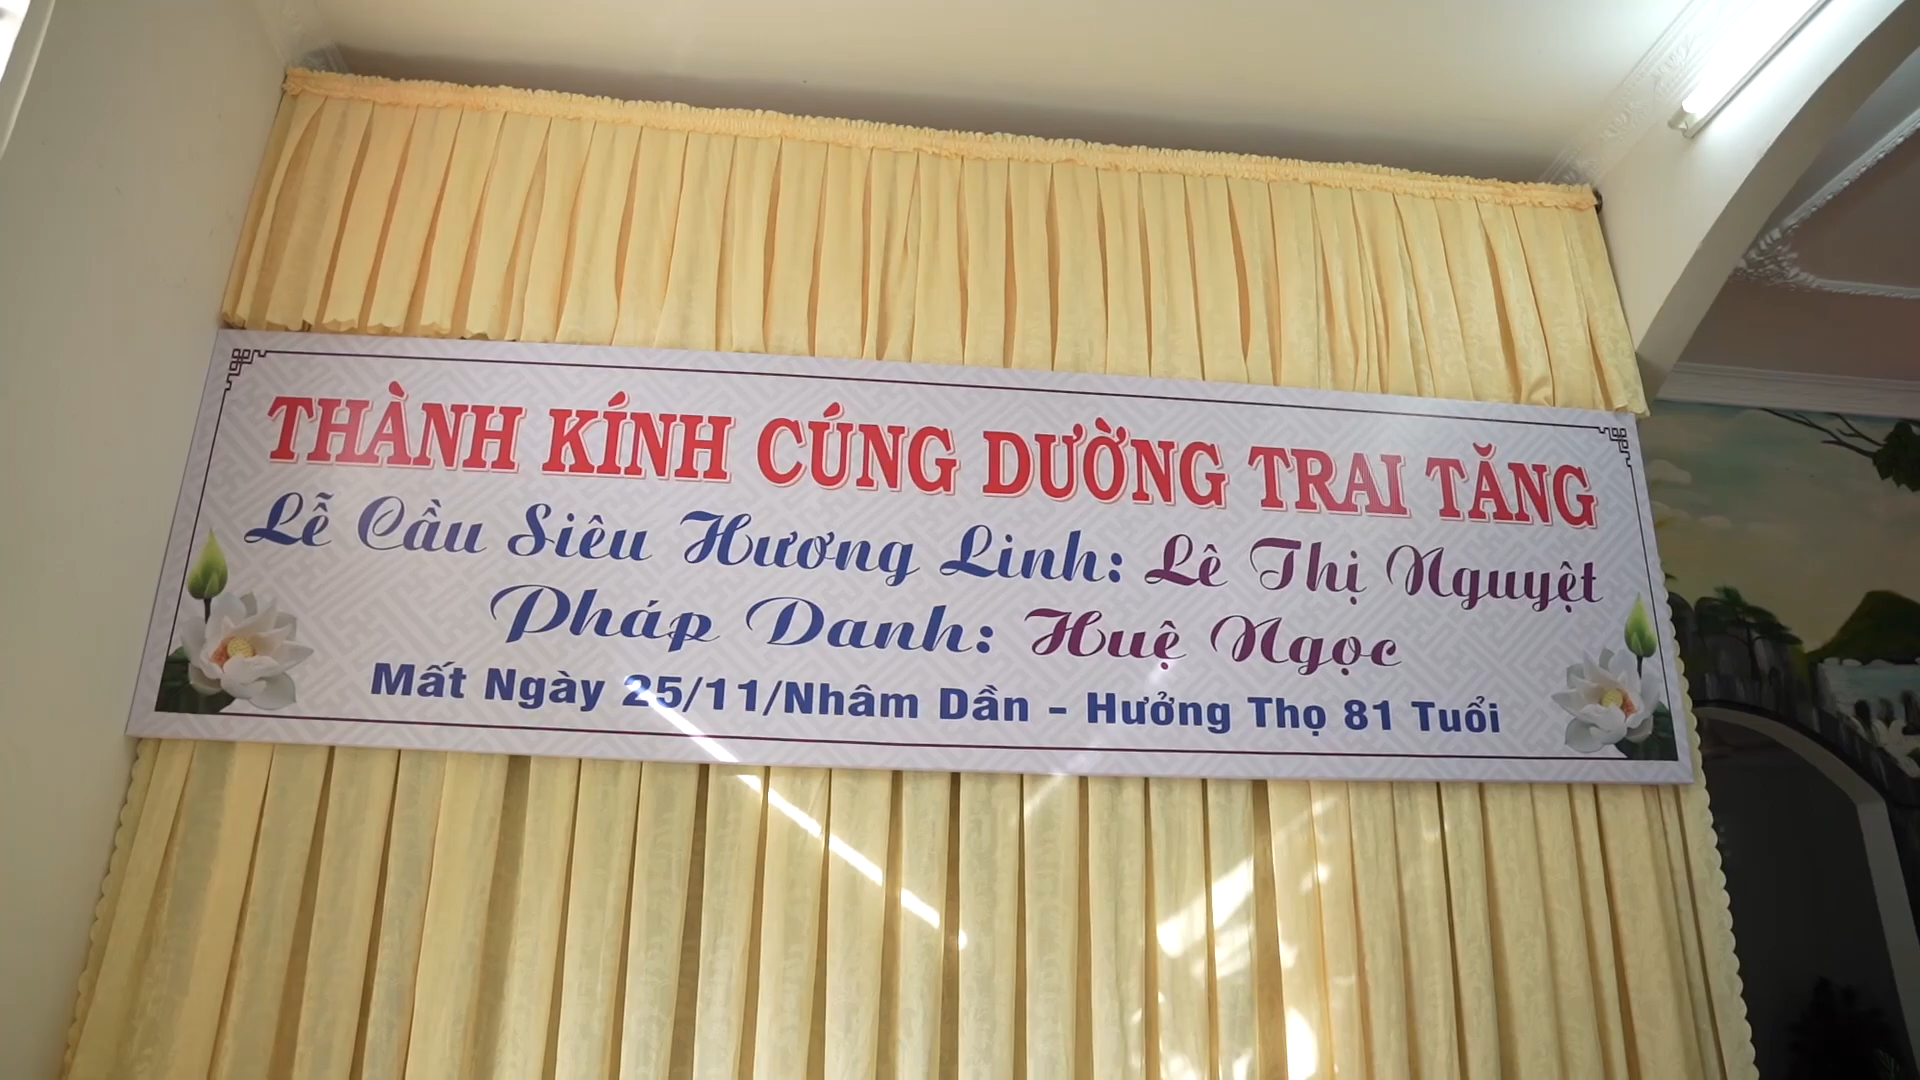 THÀNH KÍNH CÚNG DƯỜNG TRAI TĂNG
Lễ Cầu Siêu Hương Linh: Lê Thị Nguyệt
Pháp Danh: Huệ Ngọc
Mất Ngày 25/11/Nhâm Dần - Hưởng Thọ 81 Tuổi